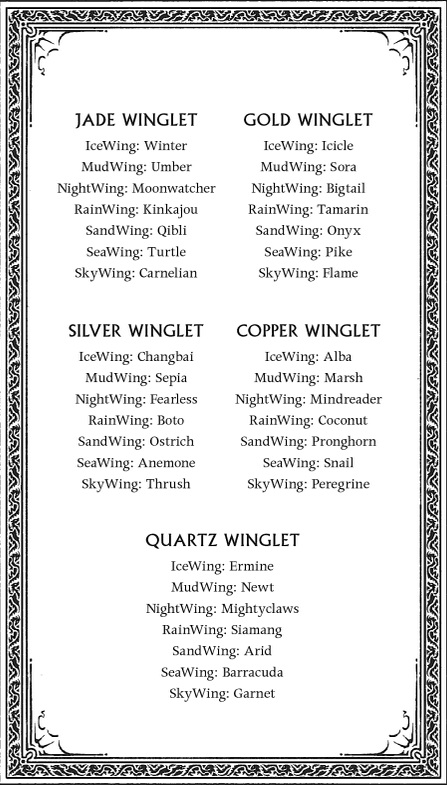 JADE WINGLET
IceWing: Winter
MudWing: Umber
NightWing: Moonwatcher
RainWing: Kinkajou
SandWing: Qibli
SeaWing: Turtle
SkyWing: Carnelian
GOLD WINGLET
IceWing: Icicle
MudWing: Sora
NightWing: Bigtail
RainWing: Tamarin
SandWing: Onyx
SeaWing: Pike
SkyWing: Flame
SILVER WINGLET
IceWing: Changbai
MudWing: Sepia
NightWing: Fearless
RainWing: Boto
SandWing: Ostrich
SeaWing: Anemone
SkyWing: Thrush
COPPER WINGLET
IceWing: Alba
MudWing: Marsh
NightWing: Mindreader
RainWing: Coconut
SandWing: Pronghorn
SeaWing: Snail
SkyWing: Peregrine
QUARTZ WINGLET
IceWing: Ermine
MudWing: Newt
NightWing: Mightyclaws
RainWing: Siamang
SandWing: Arid
SeaWing: Barracuda
SkyWing: Garnet